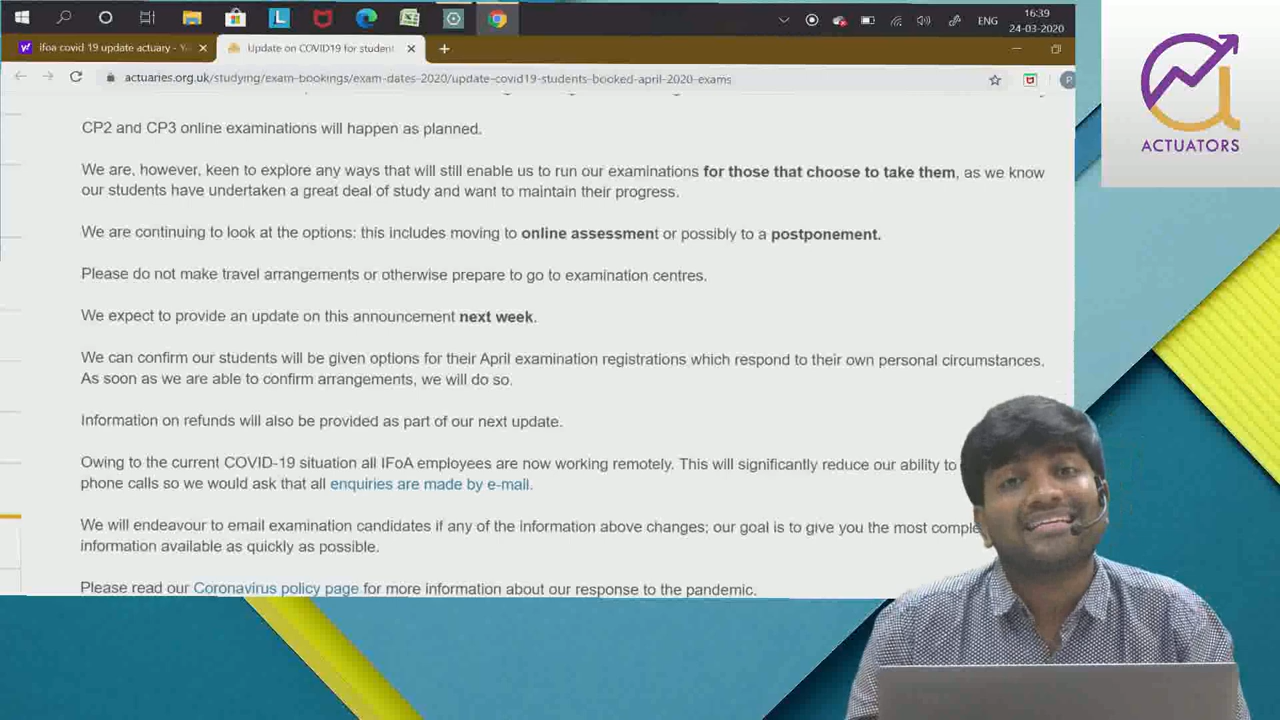 16:39
ENG
24-03-2020
ifoa covid 19 update actuary -
Update on COVID19 for student
actuaries.org.uk/studying/exam-bookings/exam-dates-2020/update-covid19-students-booked-april-2020-exams
ACTUATORS
CP2 and CP3 online examinations will happen as planned.
We are, however, keen to explore any ways that will still enable us to run our examinations for those that choose to take them, as we know
our students have undertaken a great deal of study and want to maintain their progress.
We are continuing to look at the options: this includes moving to online assessment or possibly to a postponement.
Please do not make travel arrangements or otherwise prepare to go to examination centres.
We expect to provide an update on this announcement next week.
We can confirm our students will be given options for their April examination registrations which respond to their own personal circumstances.
As soon as we are able to confirm arrangements, we will do so.
Information on refunds will also be provided as part of our next update.
Owing to the current COVID-19 situation all IFoA employees are now working remotely. This will significantly reduce our ability to
phone calls so we would ask that all enquiries are made by e-mail.
We will endeavour to email examination candidates if any of the information above changes; our goal is to give you the most comple
information available as quickly as possible.
Please read our Coronavirus policy page for more information about our response to the pandemic.